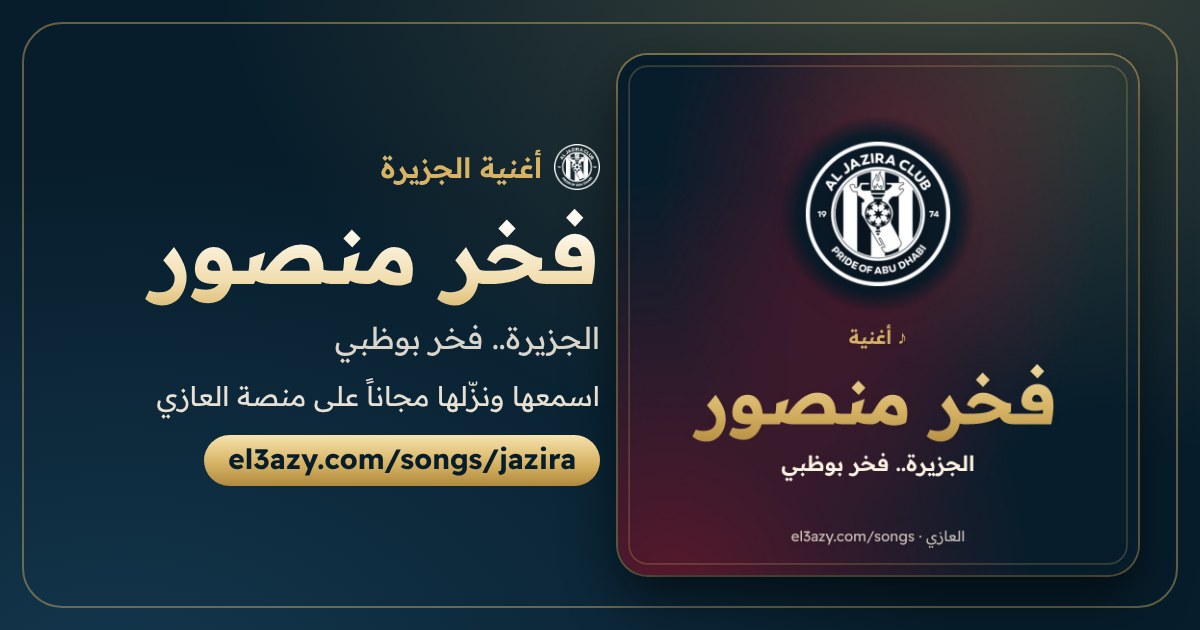 أغنية الجزيرة
فخر منصور
الجزيرة.. فخر بوظبي
اسمعها ونزّلها مجاناً على منصة العازي
el3azy.com/songs/jazira
AL JAZIRA CLUB
19 74
PRIDE OF ABU DHABI
♪ أغنية
فخر منصور
الجزيرة.. فخر بوظبي
العازي · el3azy.com/songs